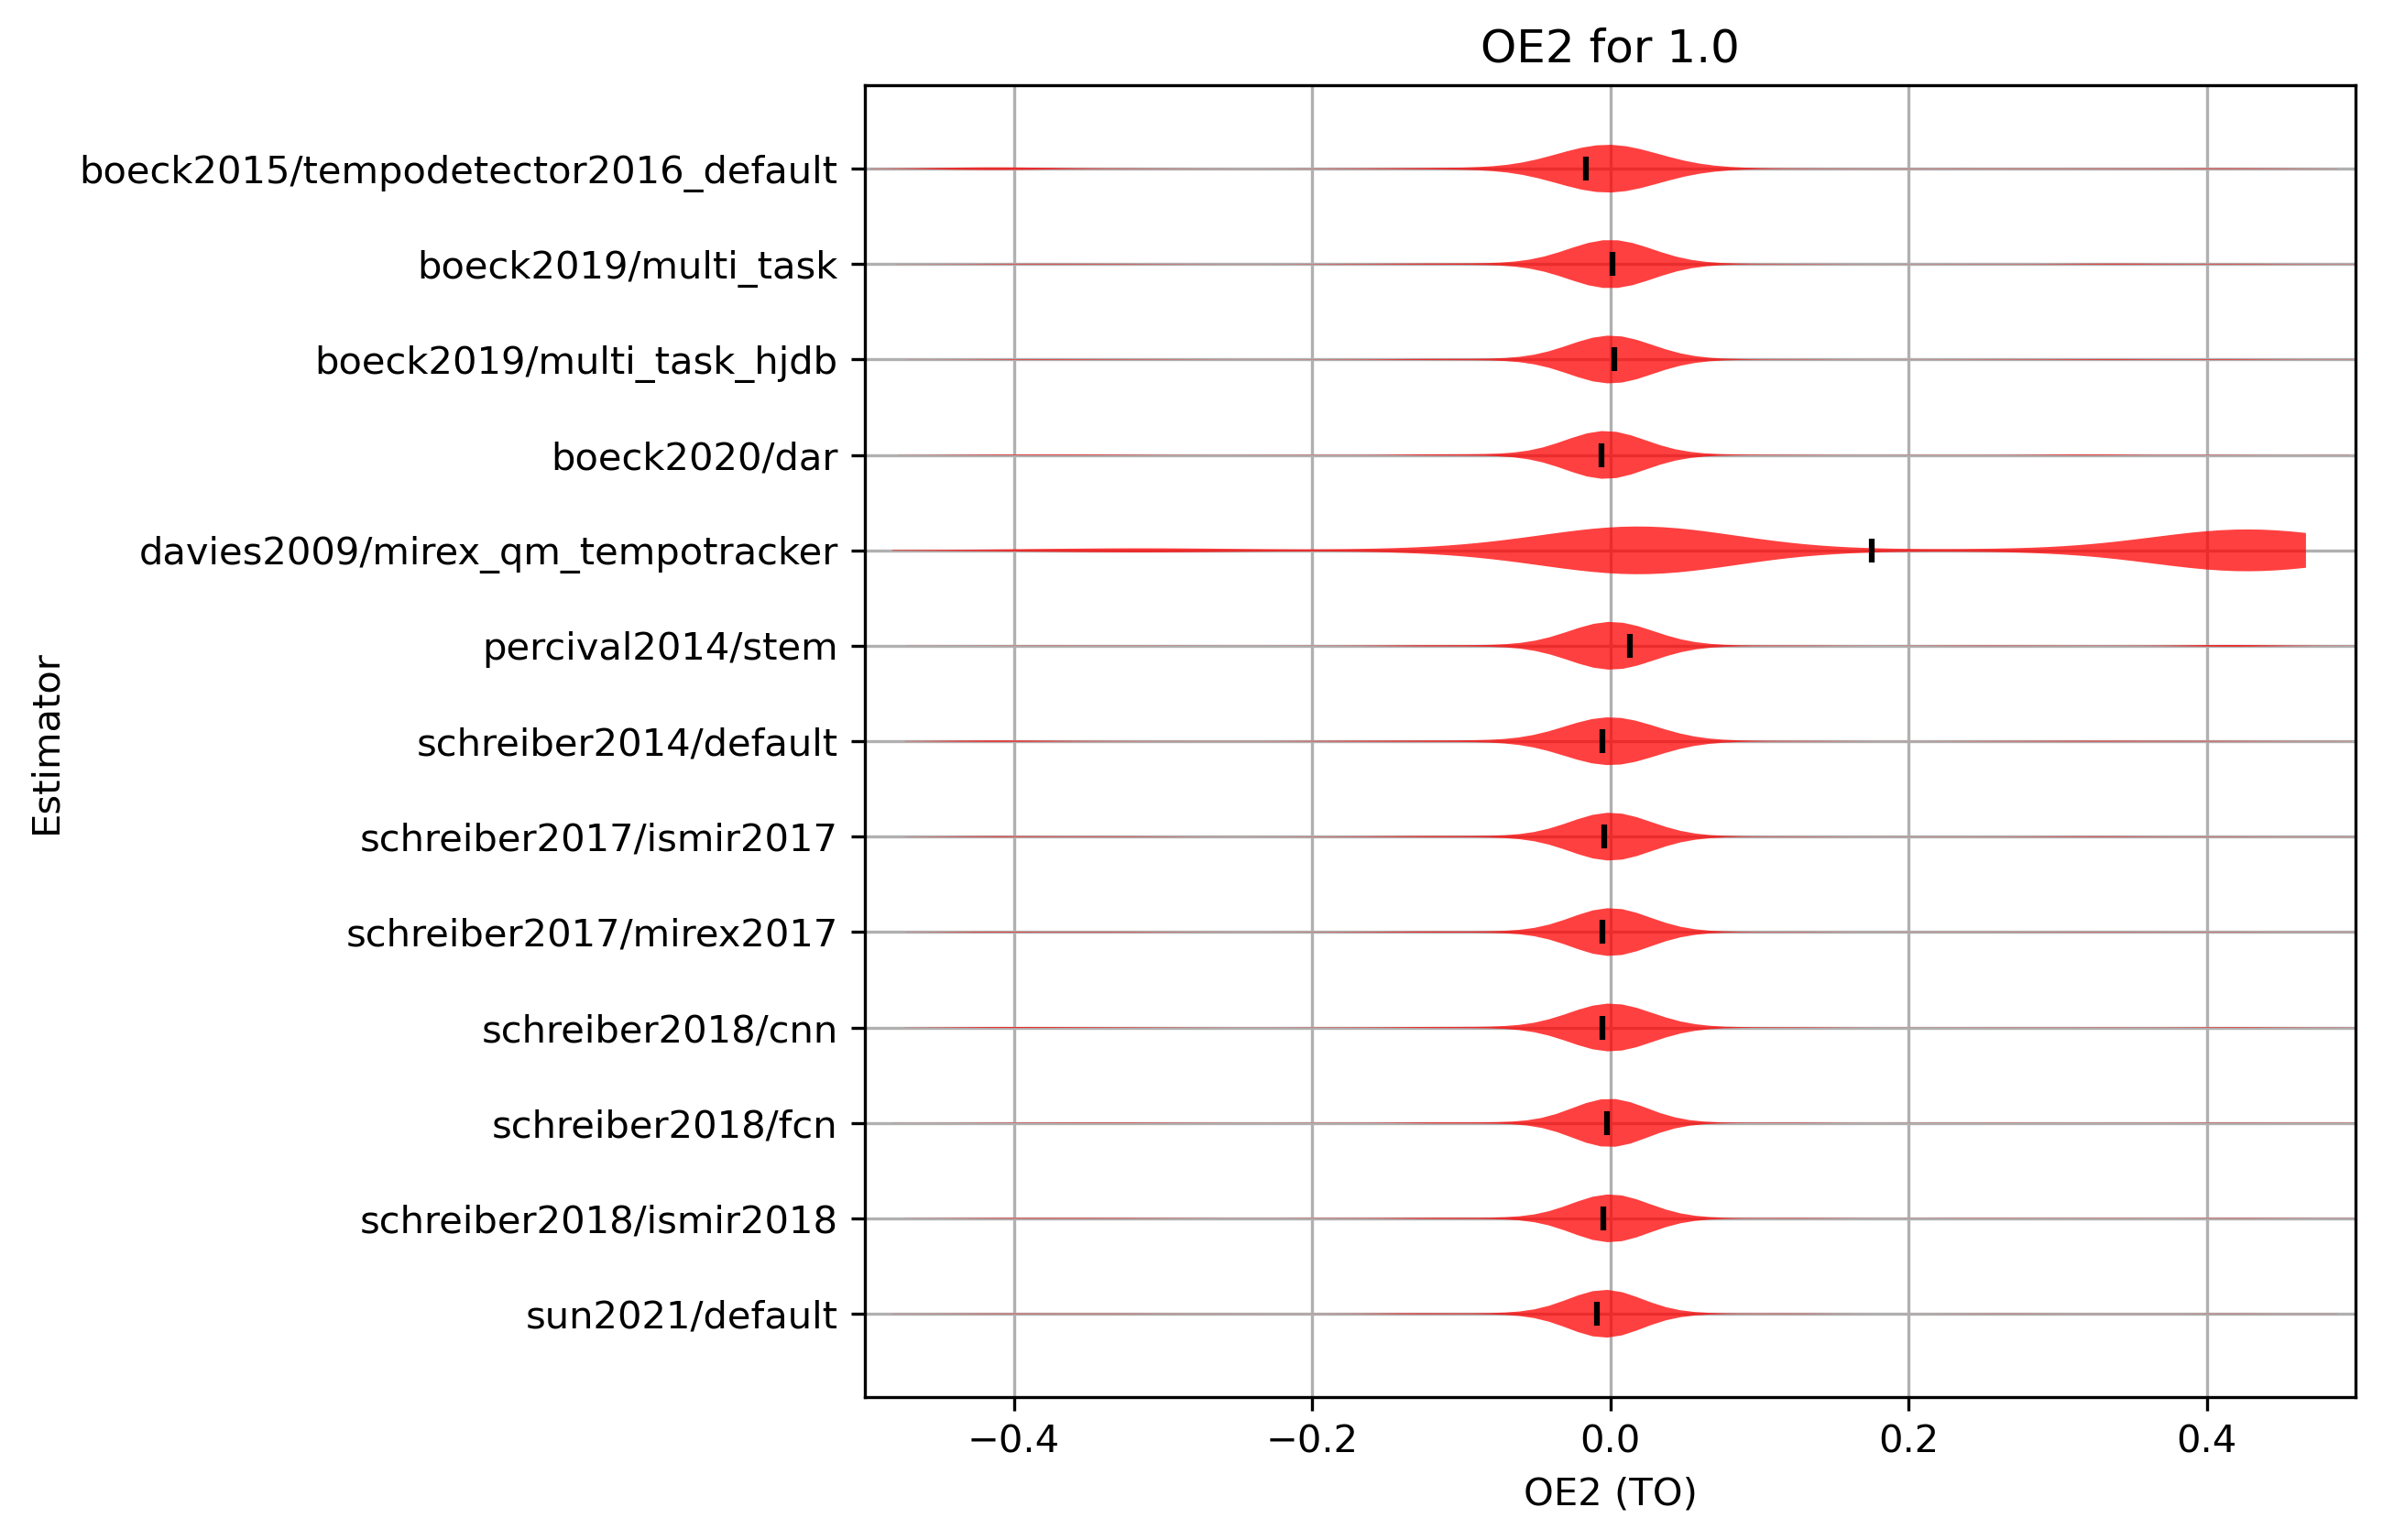 OE2 for 1.0
boeck2015/tempodetector2016_default
boeck2019/multi_task
boeck2019/multi_task_hjdb
boeck2020/dar
davies2009/mirex_qm_tempotracker
percival2014/stem
schreiber2014/default
schreiber2017/ismir2017
schreiber2017/mirex2017
schreiber2018/cnn
schreiber2018/fcn
schreiber2018/ismir2018
sun2021/default
Estimator
−0.4 −0.2 0.0 0.2 0.4
OE2 (TO)